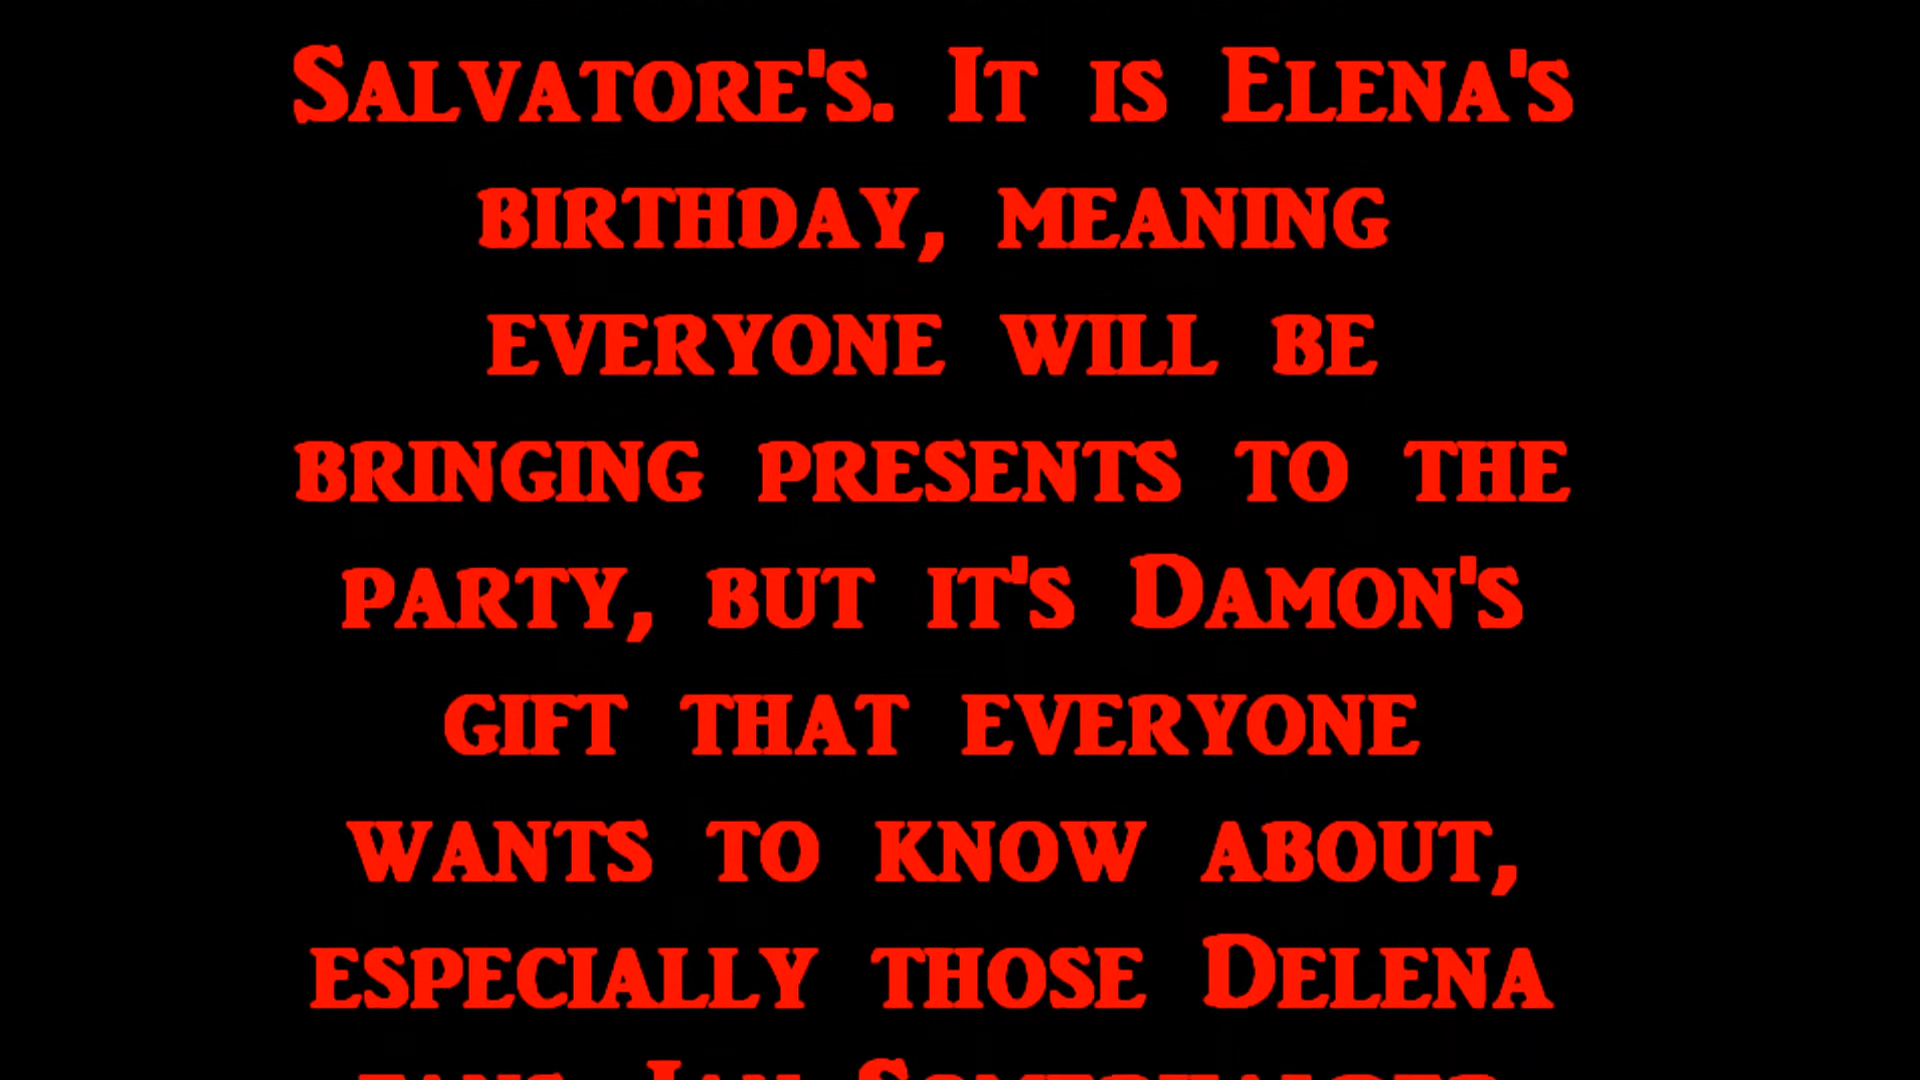 Salvatore's. It is Elena's
birthday, meaning
everyone will be
bringing presents to the
party, but it's Damon's
gift that everyone
wants to know about,
especially those Delena